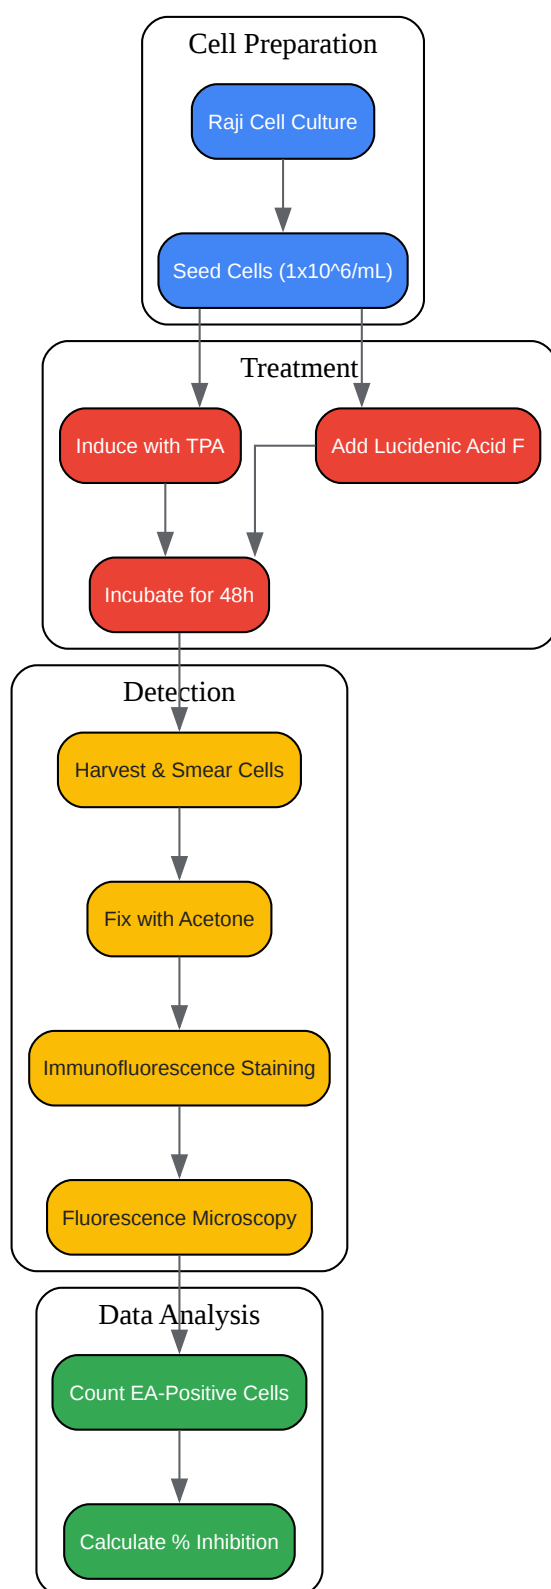 Cell Preparation
Raji Cell Culture
Seed Cells (1x10^6/mL)
Treatment
Induce with TPA
Add Lucidenic Acid F
Incubate for 48h
Detection
Harvest & Smear Cells
Fix with Acetone
Immunofluorescence Staining
Fluorescence Microscopy
Data Analysis
Count EA-Positive Cells
Calculate % Inhibition